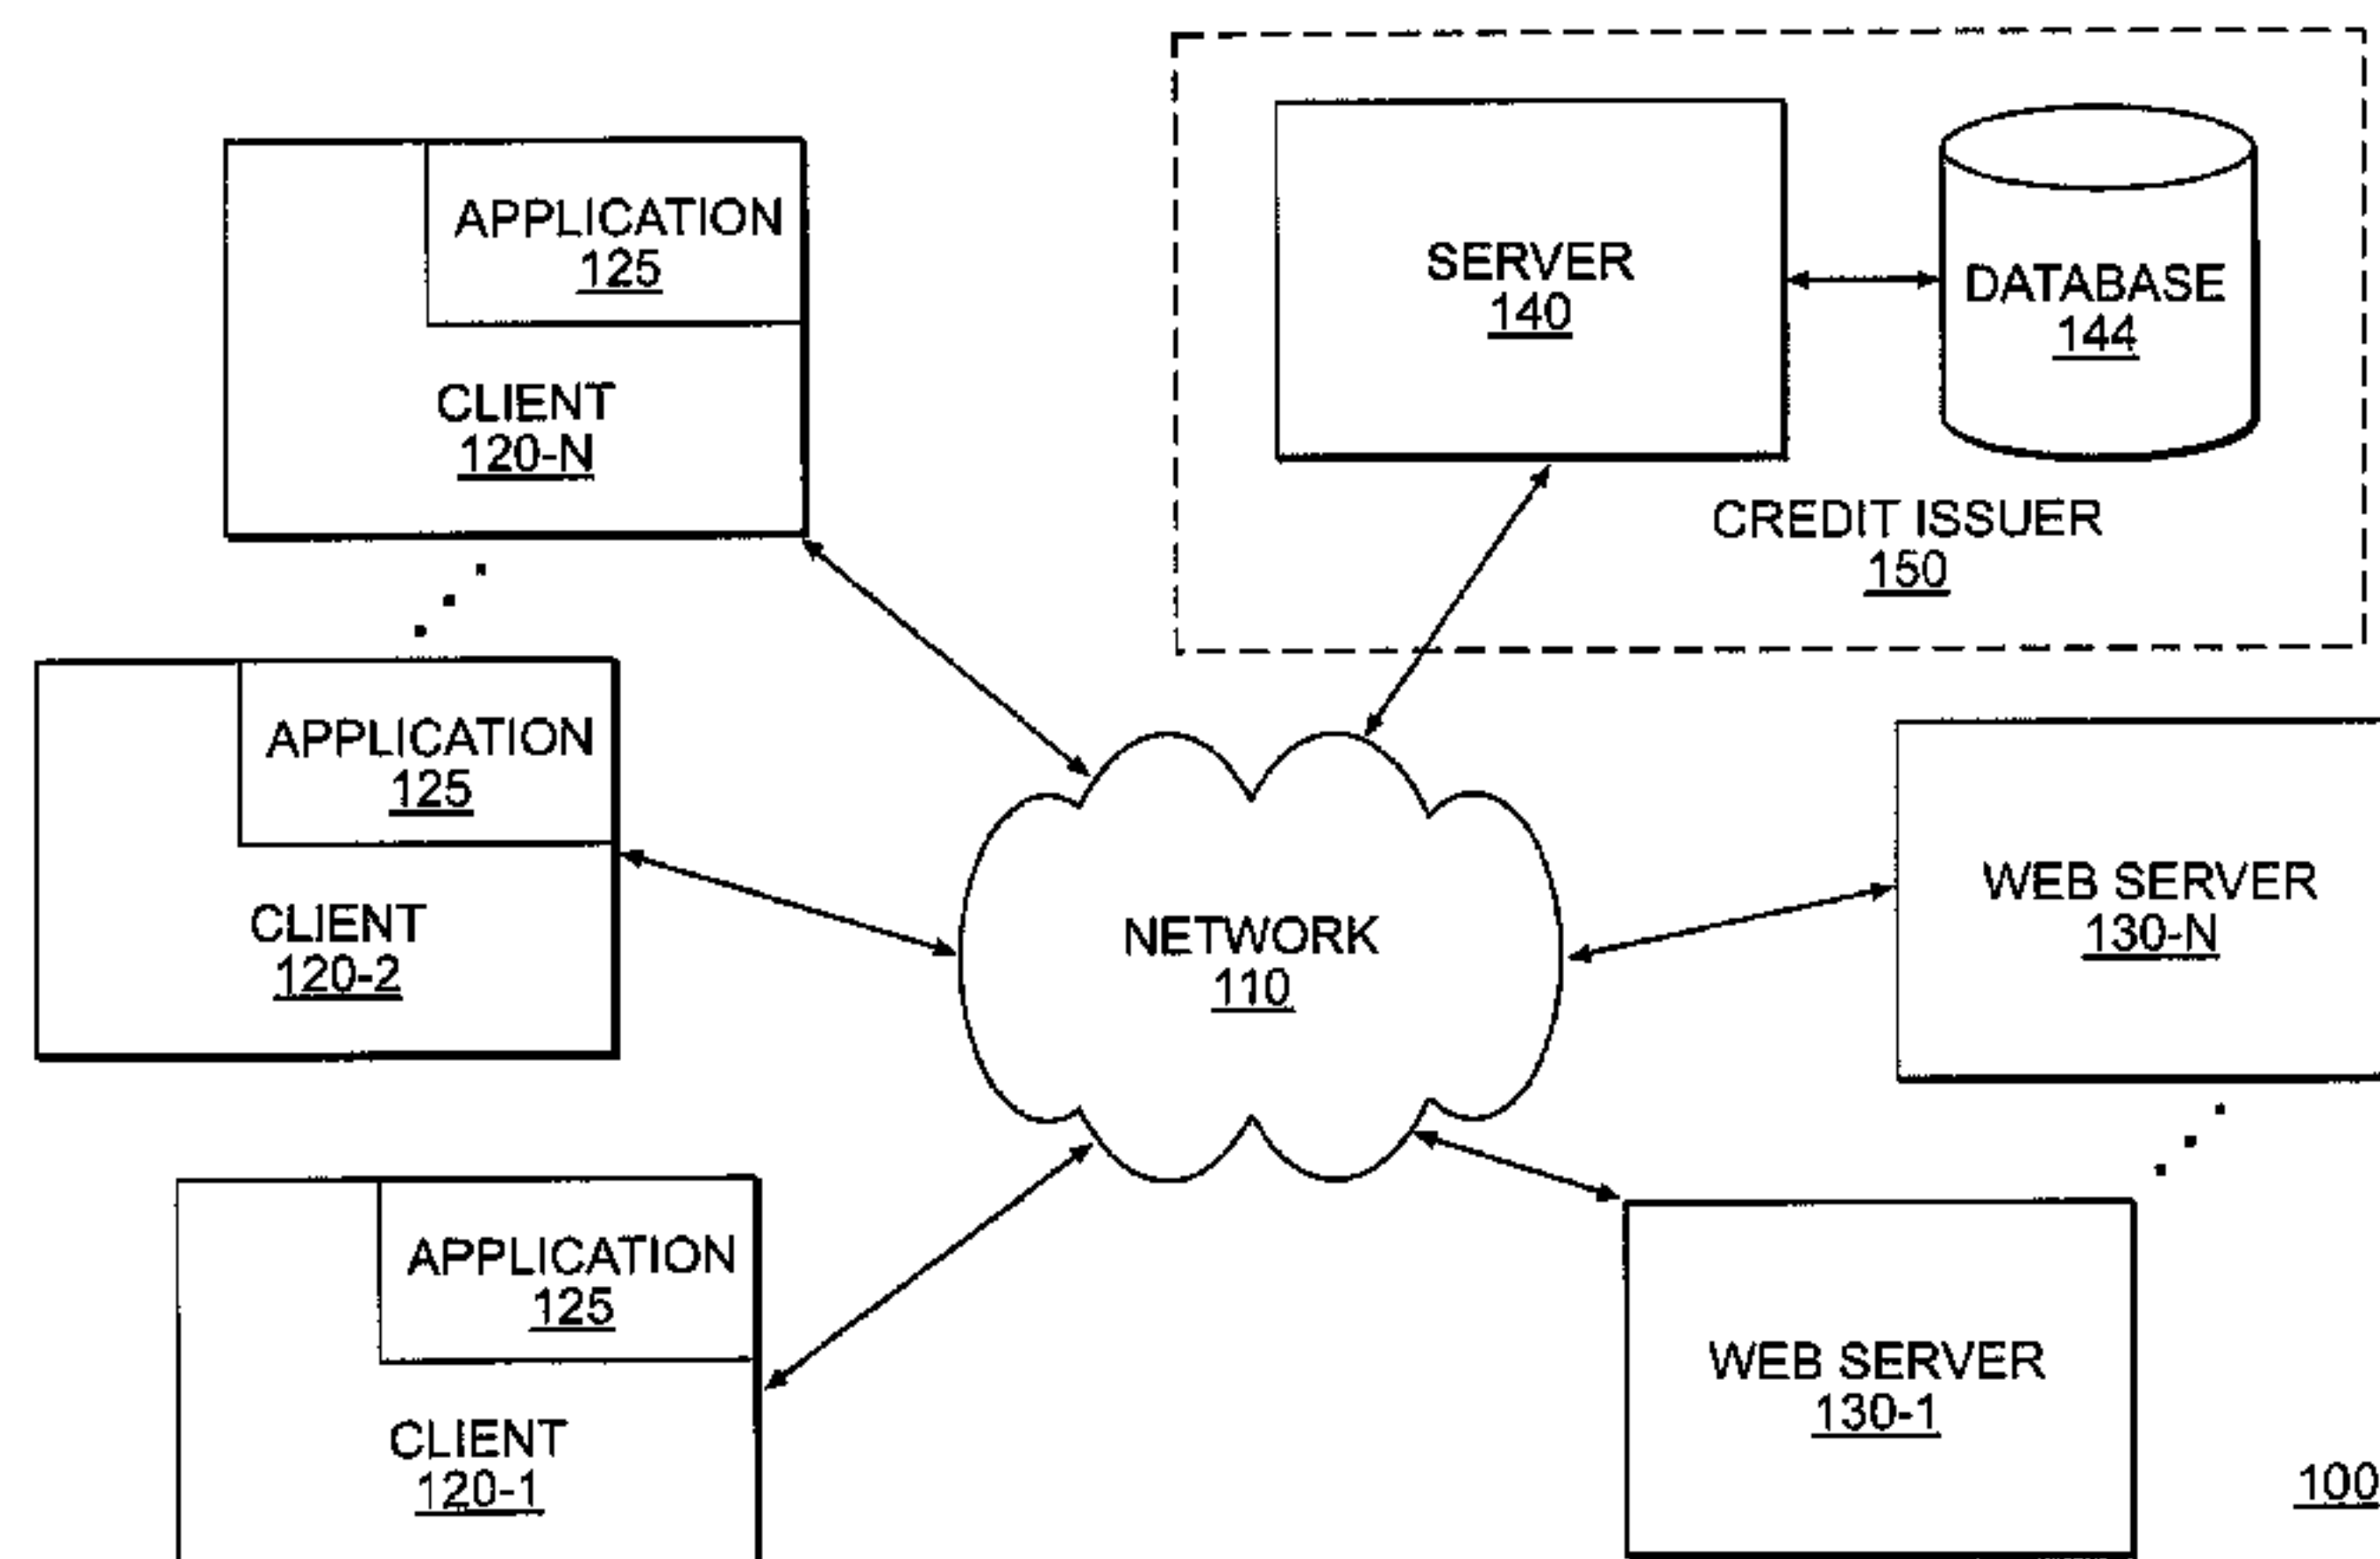 APPLICATION
125
CLIENT
120-N
SERVER
140
DATABASE
144
CREDIT ISSUER
150
APPLICATION
125
CLIENT
120-2
NETWORK
110
WEB SERVER
130-N
APPLICATION
125
CLIENT
120-1
WEB SERVER
130-1
100